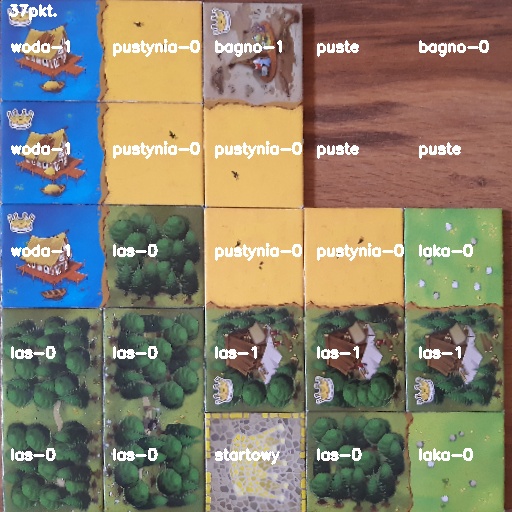 37pkt.
woda-1 pustynia-0 bagno-1 puste bagno-0
woda-1 pustynia-0 pustynia-0 puste puste
woda-1 las-0 pustynia-0 pustynia-0 laka-0
las-0 las-0 las-1 las-1 las-1
las-0 las-0 startowy las-0 laka-0